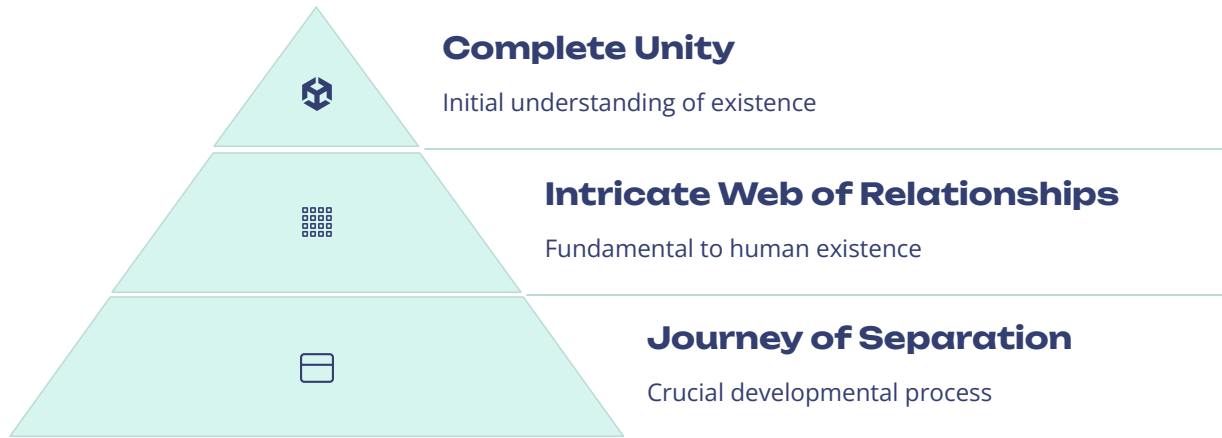 Complete Unity
Initial understanding of existence
Intricate Web of Relationships
Fundamental to human existence
Journey of Separation
Crucial developmental process